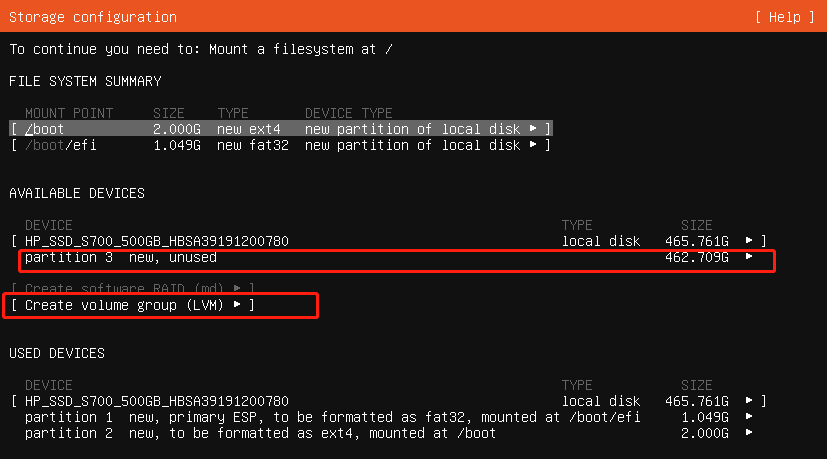 Storage configuration [ Help ]
To continue you need to: Mount a filesystem at /
FILE SYSTEM SUMMARY
MOUNT POINT SIZE TYPE DEVICE TYPE
[ /boot 2.000G new ext4 new partition of local disk ▸ ]
[ /boot/efi 1.049G new fat32 new partition of local disk ▸ ]
AVAILABLE DEVICES
DEVICE TYPE SIZE
[ HP_SSD_S700_500GB_HBSA39191200780 local disk 465.761G ▸ ]
partition 3 new, unused 462.709G ▸
[ Create software RAID (md) ▸ ]
[ Create volume group (LVM) ▸ ]
USED DEVICES
DEVICE TYPE SIZE
[ HP_SSD_S700_500GB_HBSA39191200780 local disk 465.761G ▸ ]
partition 1 new, primary ESP, to be formatted as fat32, mounted at /boot/efi 1.049G ▸
partition 2 new, to be formatted as ext4, mounted at /boot 2.000G ▸